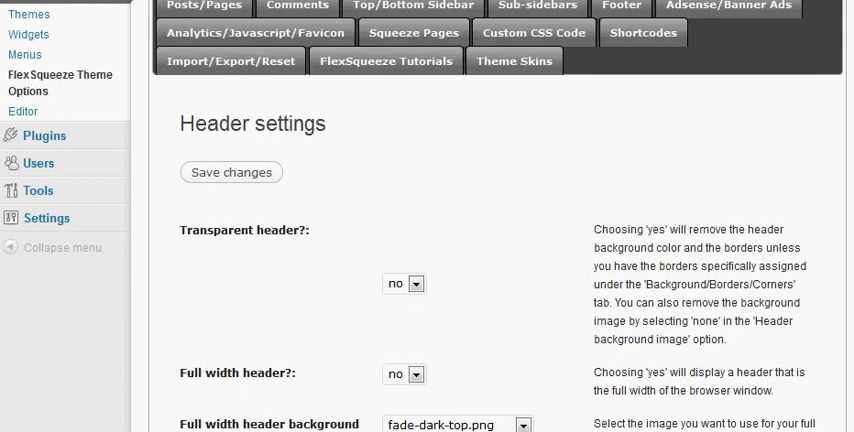 Posts/Pages Comments Top/Bottom Sidebar Sub-sidebars Footer Adsense/Banner Ads
Analytics/Javascript/Favicon Squeeze Pages Custom CSS Code Shortcodes
Import/Export/Reset FlexSqueeze Tutorials Theme Skins
Themes
Widgets
Menus
FlexSqueeze Theme
Options
Editor
Plugins
Users
Tools
Settings
Collapse menu
Header settings
Save changes
Transparent header?:
no
Choosing 'yes' will remove the header
background color and the borders unless
you have the borders specifically assigned
under the 'Background/Borders/Corners'
tab. You can also remove the background
image by selecting 'none' in the 'Header
background image' option.
Full width header?:
no
Choosing 'yes' will display a header that is
the full width of the browser window.
Full width header background
fade-dark-top.png
Select the image you want to use for your full